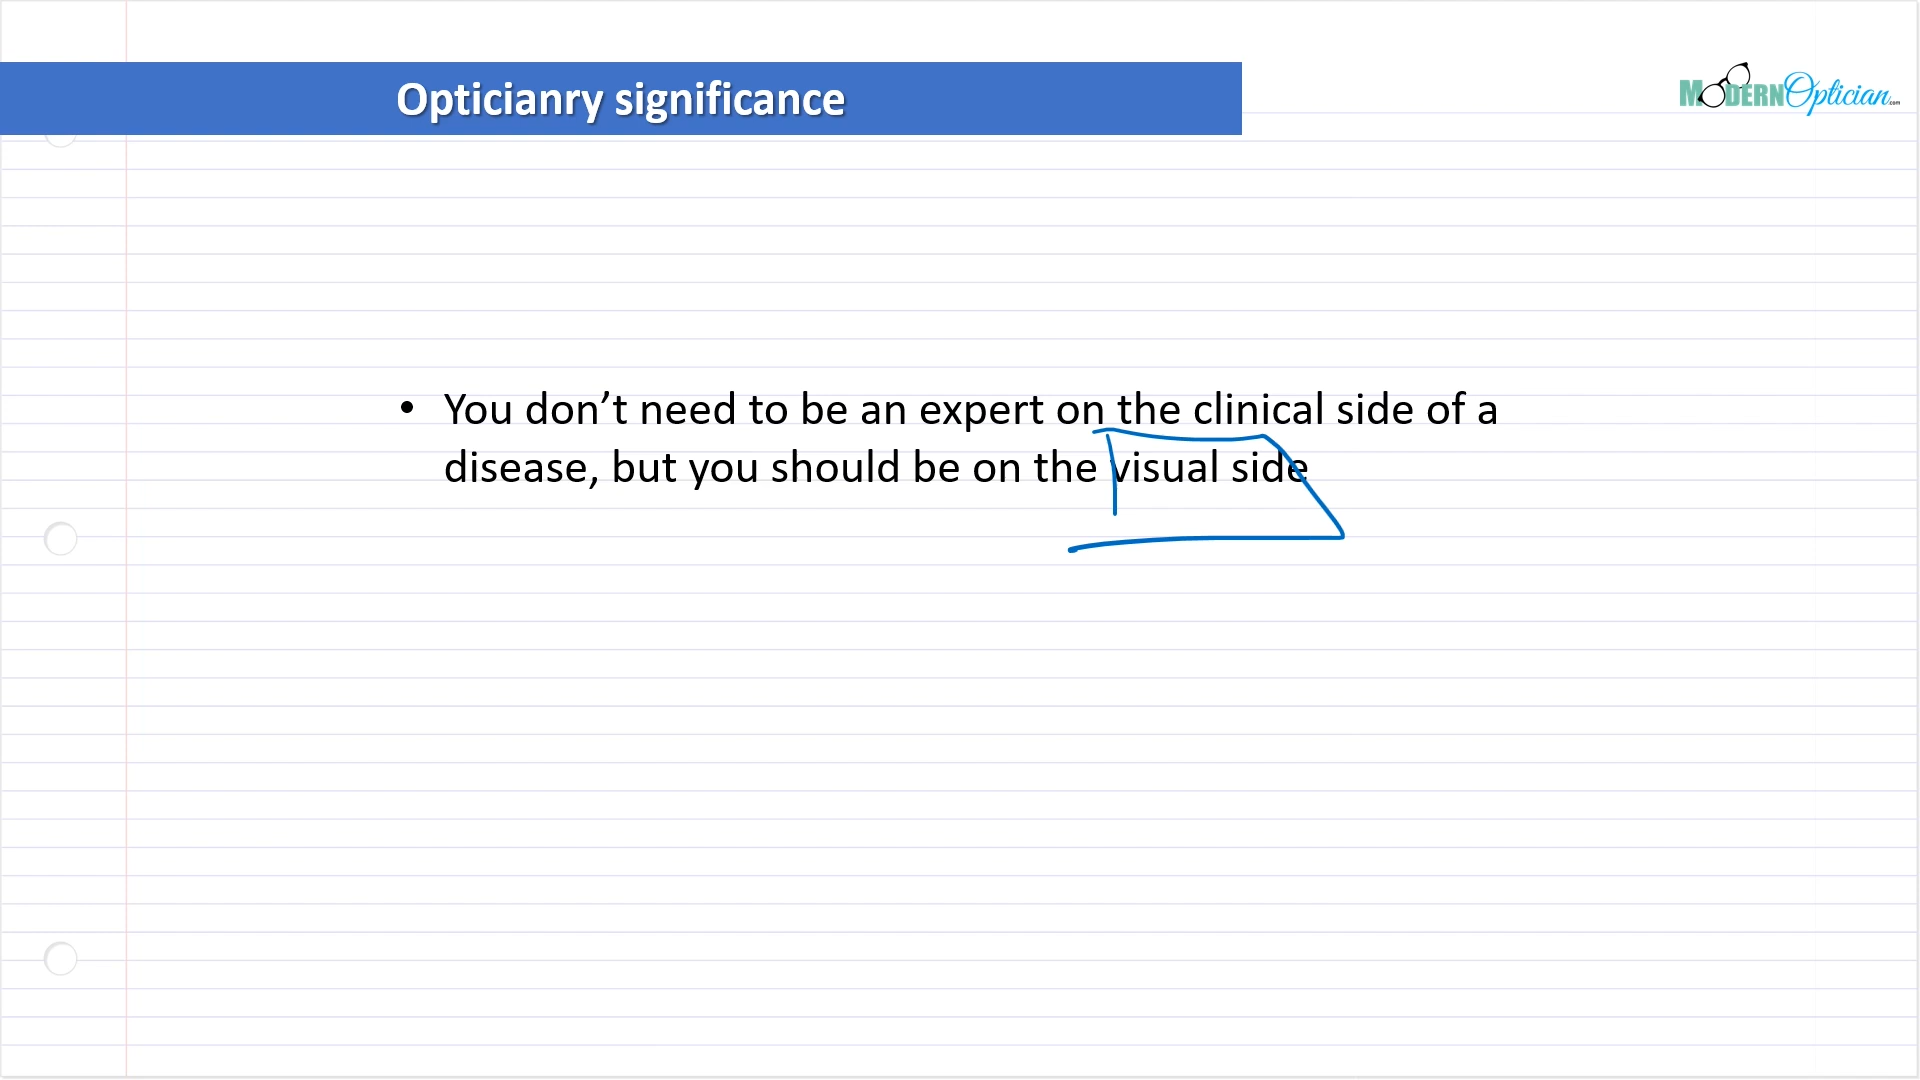 Opticianry significance
MODERNOptician.com
• You don’t need to be an expert on the clinical side of a
disease, but you should be on the visual side